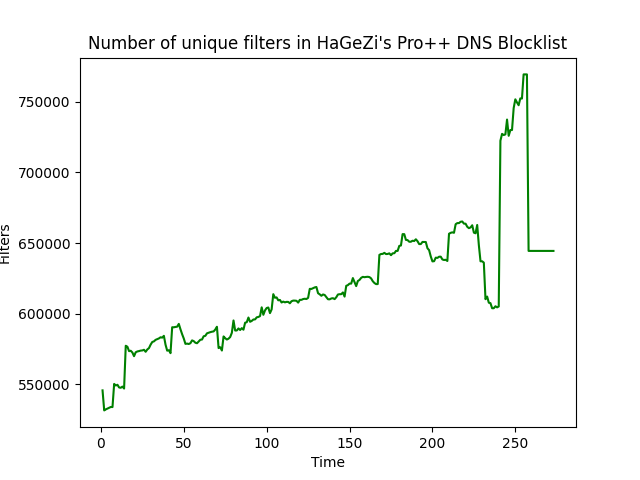 Number of unique filters in HaGeZi's Pro++ DNS Blocklist
750000
700000
650000
600000
550000
Filters
0 50 100 150 200 250
Time